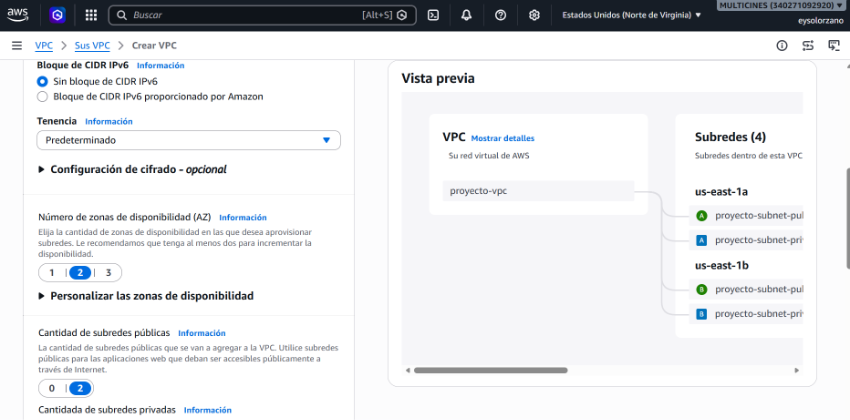 aws
Buscar
[Alt+S]
Estados Unidos (Norte de Virginia)
MULTICINES (340271092920)
eysolorzano
VPC > Sus VPC > Crear VPC
Bloque de CIDR IPv6 Información
Sin bloque de CIDR IPv6
Bloque de CIDR IPv6 proporcionado por Amazon
Tenencia Información
Predeterminado
Configuración de cifrado - opcional
Número de zonas de disponibilidad (AZ) Información
Elija la cantidad de zonas de disponibilidad en las que desea aprovisionar
subredes. Le recomendamos que tenga al menos dos para incrementar la
disponibilidad.
1 2 3
Personalizar las zonas de disponibilidad
Cantidad de subredes públicas Información
La cantidad de subredes públicas que se van a agregar a la VPC. Utilice subredes
públicas para las aplicaciones web que deban ser accesibles públicamente a
través de Internet.
0 2
Cantidada de subredes privadas Información
Vista previa
VPC Mostrar detalles
Su red virtual de AWS
proyecto-vpc
Subredes (4)
Subredes dentro de esta VPC
us-east-1a
A proyecto-subnet-pul
A proyecto-subnet-pri
us-east-1b
B proyecto-subnet-pul
B proyecto-subnet-pri